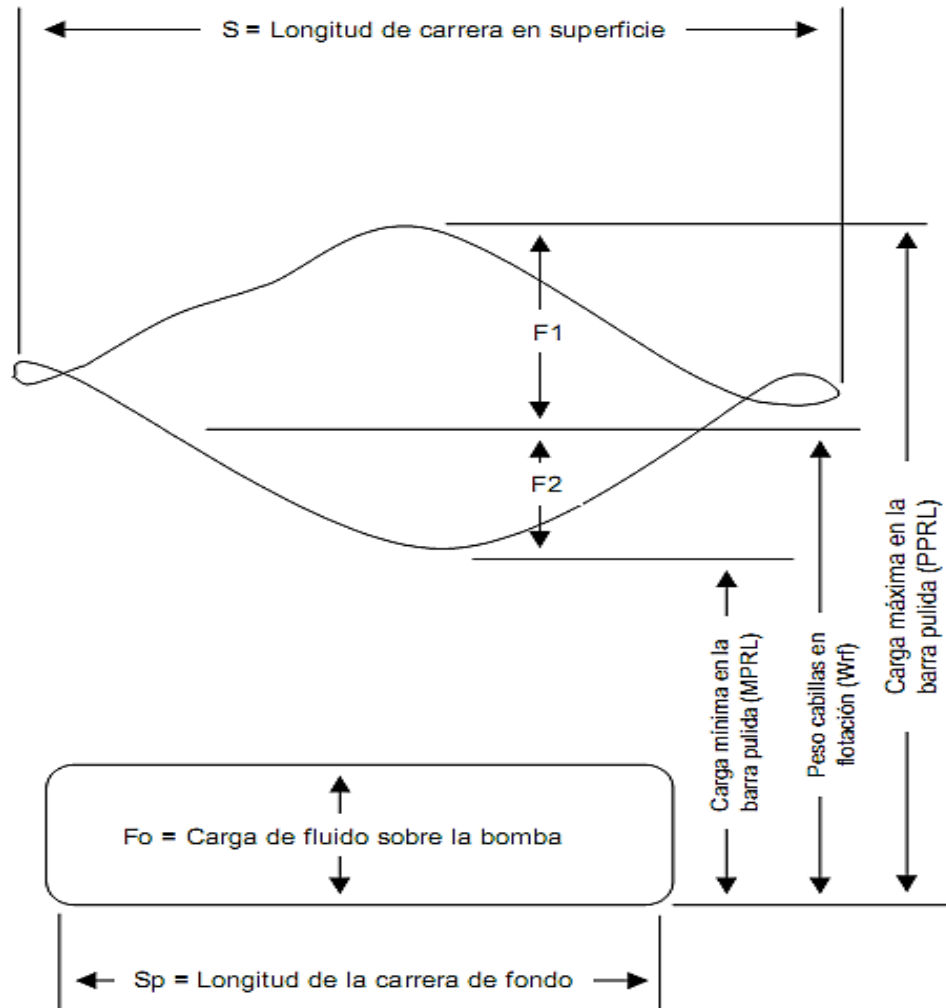 S = Longitud de carrera en superficie
F1
F2
Carga mínima en la
barra pulida (MPRL)
Peso cabillas en
flotación (Wrf)
Carga máxima en la
barra pulida (PPRL)
Fo = Carga de fluido sobre la bomba
Sp = Longitud de la carrera de fondo